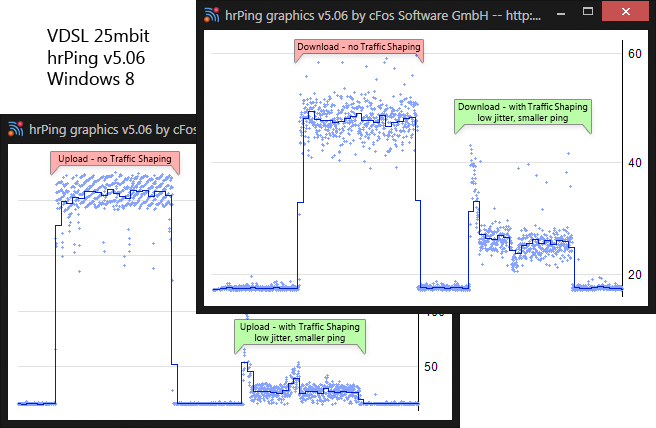 VDSL 25mbit
hrPing v5.06
Windows 8
hrPing graphics v5.06 by cFos Software GmbH -- http:...
60
Download - no Traffic Shaping
Download - with Traffic Shaping
low jitter, smaller ping
40
20
hrPing graphics v5.06 by cFos
Upload - no Traffic Shaping
100
Upload - with Traffic Shaping
low jitter, smaller ping
50